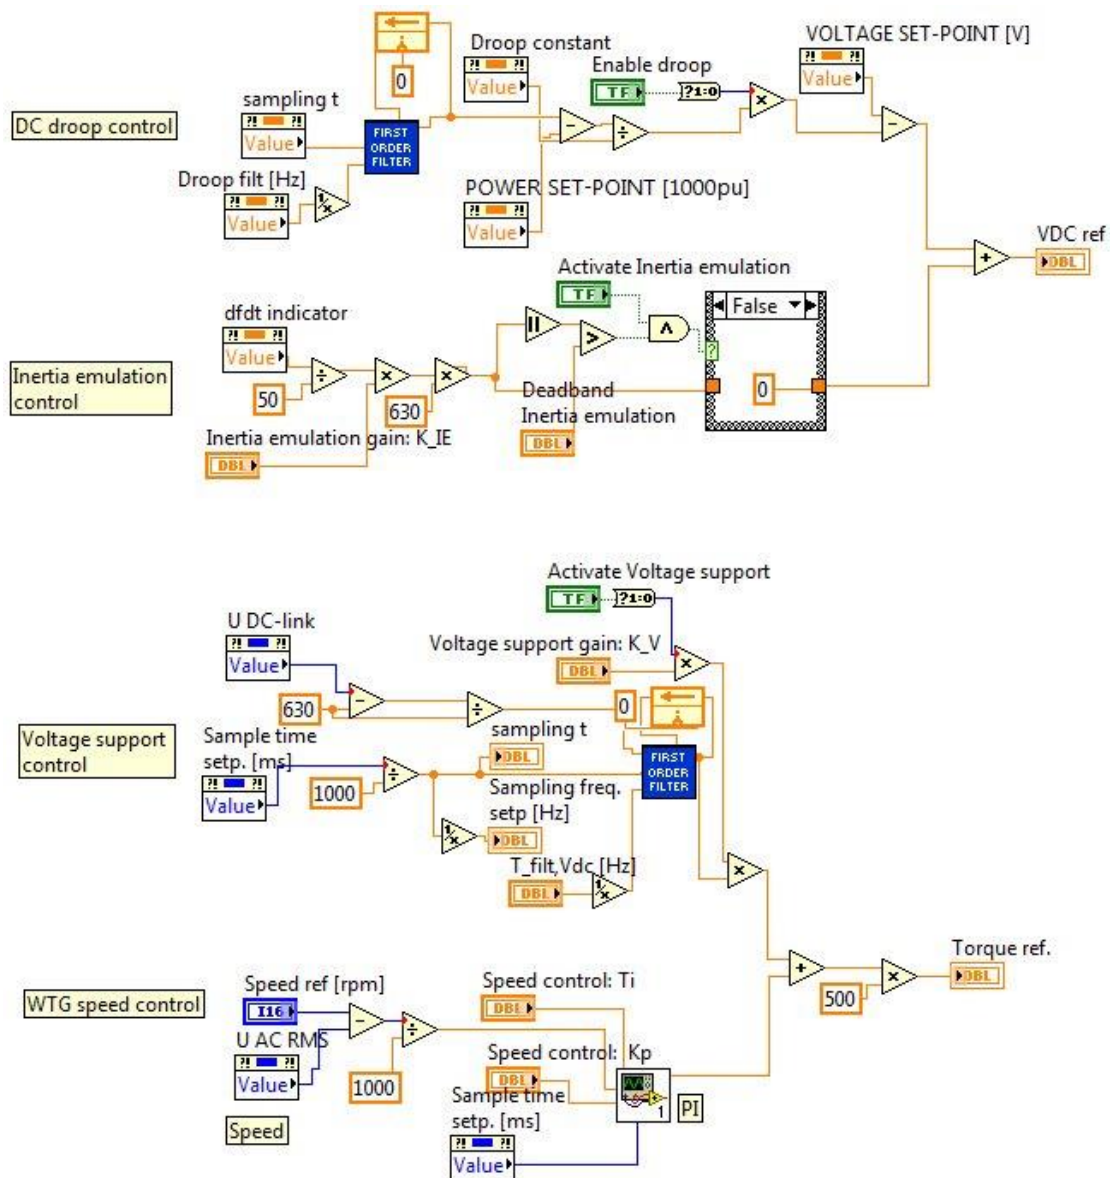 Droop constant
VOLTAGE SET-POINT [V]
?! ?!
Value
Enable droop
TF
?1:0
?! ?!
Value
0
sampling t
?! ?!
Value
DC droop control
FIRST
ORDER
FILTER
×
−
÷
−
Droop filt [Hz]
?! ?!
Value
1/x
POWER SET-POINT [1000pu]
?! ?!
Value
VDC ref
+
DBL
Activate Inertia emulation
TF
False
dfdt indicator
?! ?!
Value
Inertia emulation
control
÷
×
×
||
>
Λ
?
50
630
Deadband
Inertia emulation
DBL
0
Inertia emulation gain: K_IE
DBL
Activate Voltage support
TF
?1:0
U DC-link
?! ?!
Value
Voltage support gain: K_V
DBL
×
630
−
÷
0
Voltage support
control
Sample time
setp. [ms]
?! ?!
Value
1000
÷
sampling t
DBL
FIRST
ORDER
FILTER
Sampling freq.
setp [Hz]
1/x
DBL
T_filt,Vdc [Hz]
DBL
1/x
×
WTG speed control
Speed ref [rpm]
I16
−
÷
Speed control: Ti
DBL
+
×
500
Torque ref.
DBL
U AC RMS
?! ?!
Value
1000
Speed control: Kp
DBL
1
PI
Speed
Sample time
setp. [ms]
?! ?!
Value